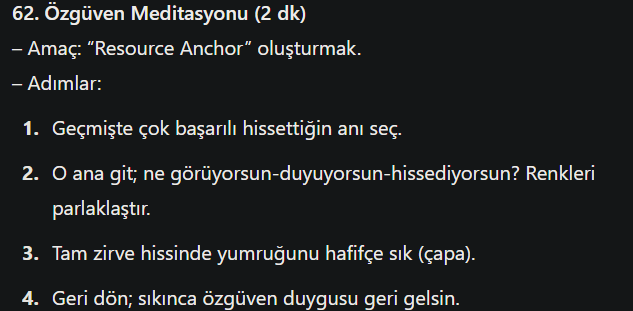 62. Özgüven Meditasyonu (2 dk)
– Amaç: “Resource Anchor” oluşturmak.
– Adımlar:
1. Geçmişte çok başarılı hissettiğin anı seç.
2. O ana git; ne görüyorsun-duyuyorsun-hissediyorsun? Renkleri
parlaklaştır.
3. Tam zirve hissinde yumruğunu hafifçe sık (çapa).
4. Geri dön; sıkınca özgüven duygusu geri gelsin.